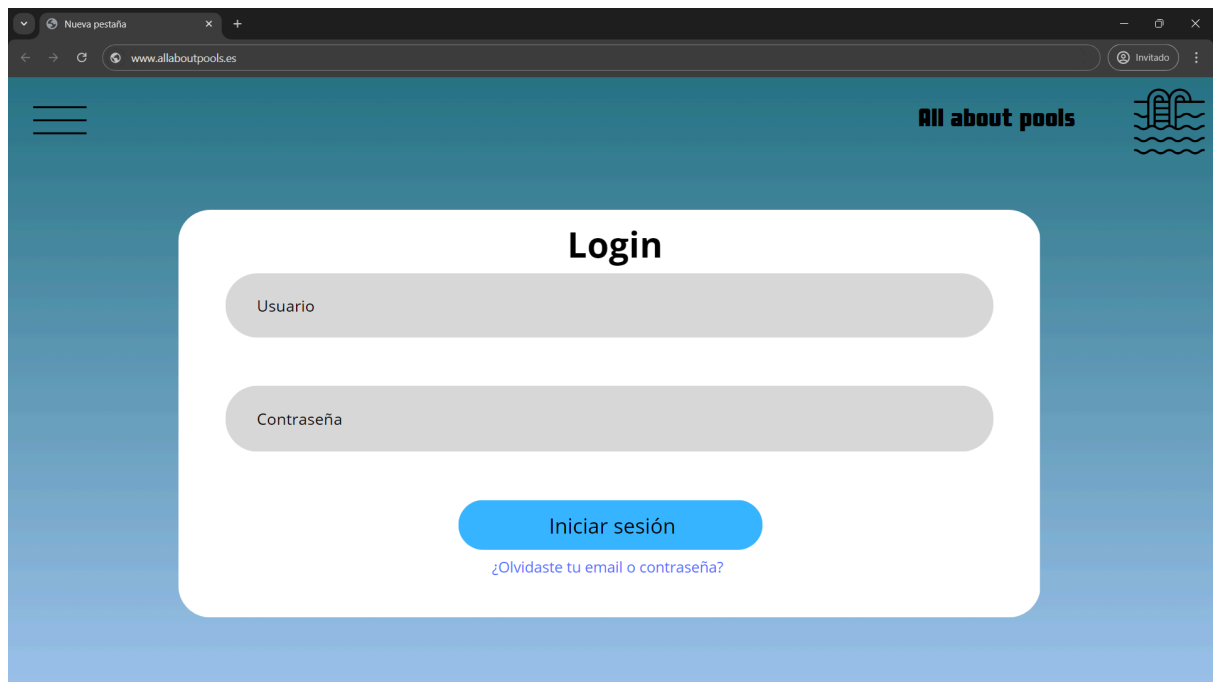 Nueva pestaña
www.allaboutpools.es
Invitado
All about pools
Login
Usuario
Contraseña
Iniciar sesión
¿Olvidaste tu email o contraseña?